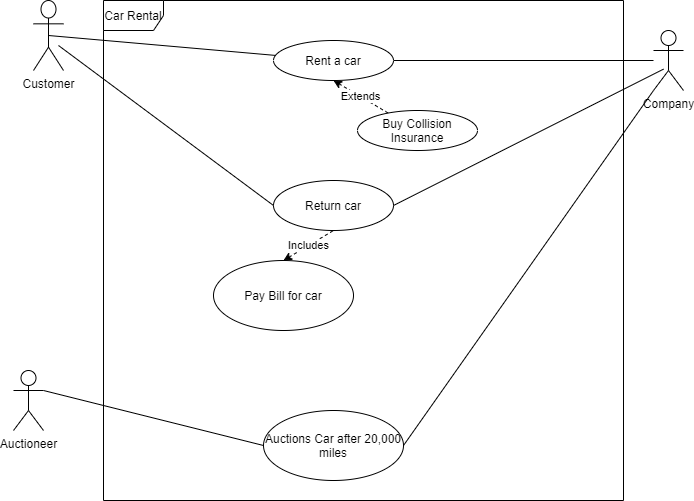 Car Rental
Customer
Rent a car
Company
Extends
Buy Collision
Insurance
Return car
Includes
Pay Bill for car
Auctioneer
Auctions Car after 20,000
miles